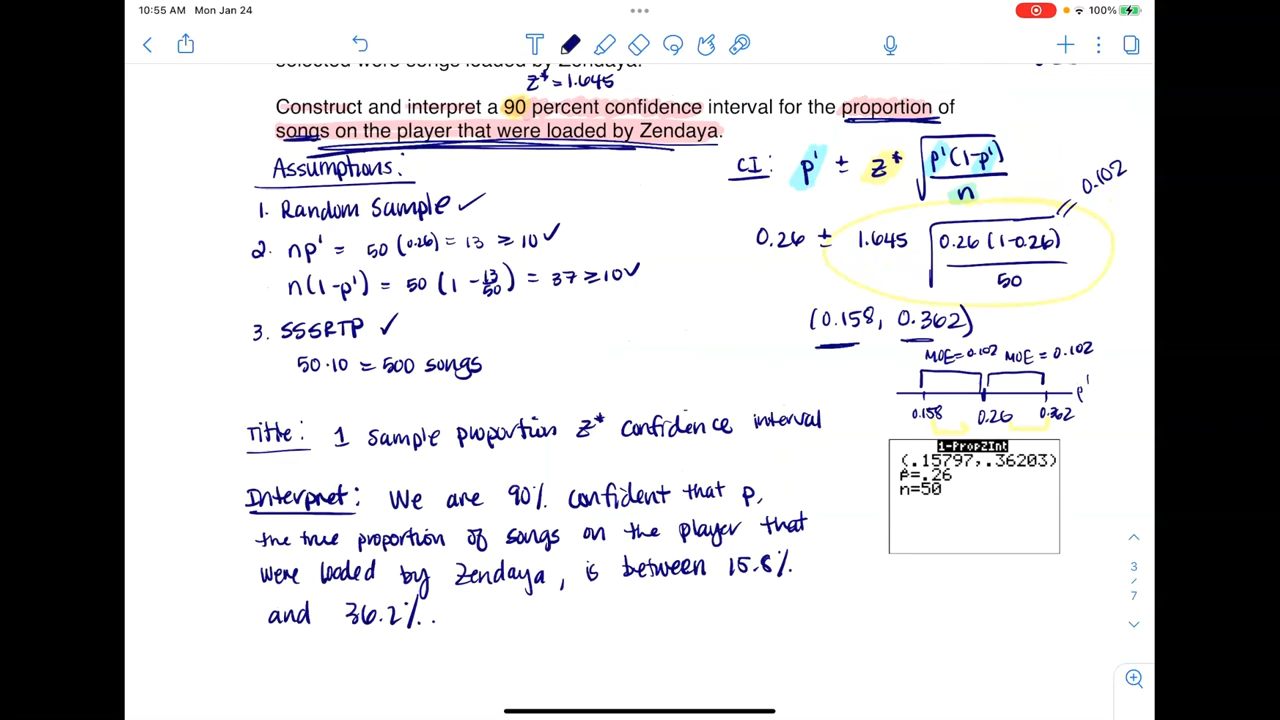 10:55 AM Mon Jan 24
100%
selected were songs loaded by Zendaya.
z* = 1.645
Construct and interpret a 90 percent confidence interval for the proportion of
songs on the player that were loaded by Zendaya.
Assumptions:
1. Random Sample ✓
2. np' = 50 (0.26) = 13 ≥ 10 ✓
n(1-p') = 50 (1 - 13/50) = 37 ≥ 10 ✓
3. SSSRTP ✓
50·10 = 500 songs
CI: p' ± z* √(p'(1-p')/n)
0.102
0.26 ± 1.645 √(0.26 (1-0.26)/50)
(0.158, 0.362)
MOE=0.102 MOE = 0.102
p'
0.158 0.26 0.362
Title: 1 sample proportion z* confidence interval
1-PropZInt
(.15797,.36203)
p̂=.26
n=50
Interpret: We are 90% confident that p,
the true proportion of songs on the player that
were loaded by Zendaya, is between 15.8%
and 36.2%.
3
/
7